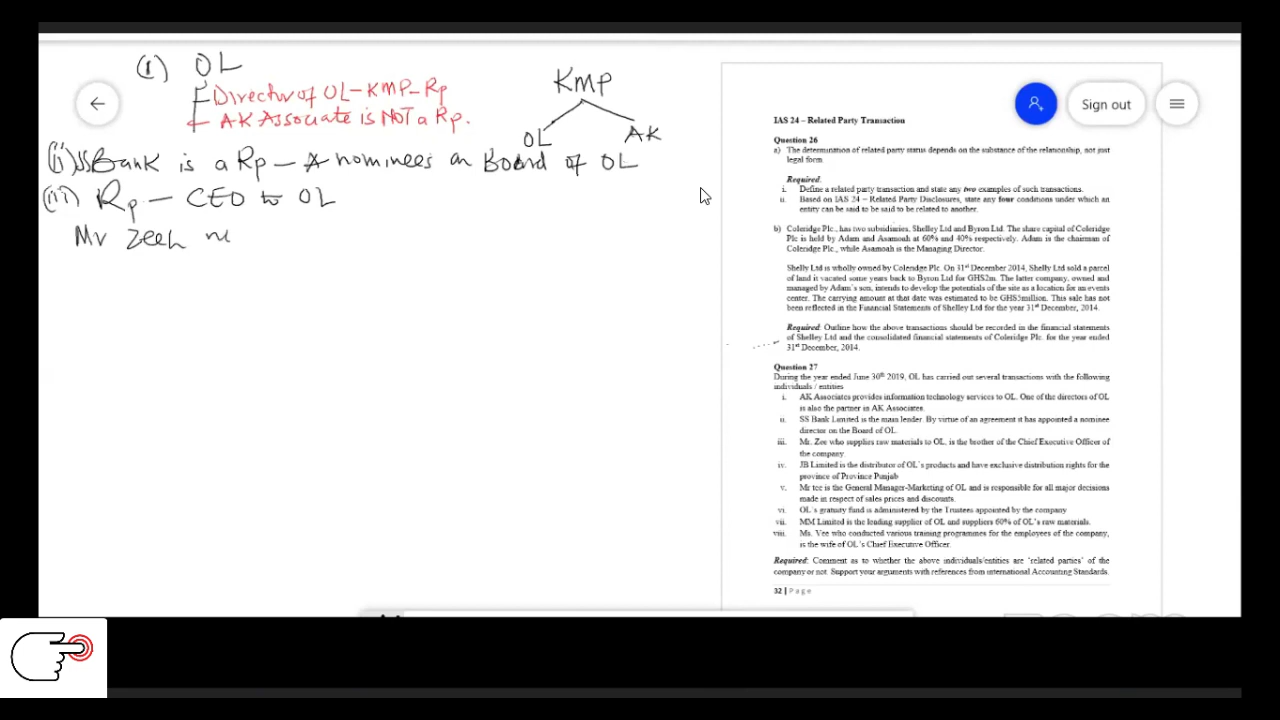 (i) OL
Director of OL-KMP-Rp
AK Associate is NOT a Rp.
KMP
OL AK
(ii) SSBank is a Rp - A nominees on Board of OL
(iii) Rp - CEO to OL
Mr Zeeh
Sign out
IAS 24 – Related Party Transaction
Question 26
a) The determination of related party status depends on the substance of the relationship, not just
legal form.
Required:
i. Define a related party transaction and state any two examples of such transactions.
ii. Based on IAS 24 – Related Party Disclosures, state any four conditions under which an
entity can be said to be said to be related to another.
b) Coleridge Plc., has two subsidiaries, Shelley Ltd and Byron Ltd. The share capital of Coleridge
Plc is held by Adam and Asamoah at 60% and 40% respectively. Adam is the chairman of
Coleridge Plc., while Asamoah is the Managing Director.
Shelly Ltd is wholly owned by Coleridge Plc. On 31st December 2014, Shelly Ltd sold a parcel
of land it vacated some years back to Byron Ltd for GHS2m. The latter company, owned and
managed by Adam's son, intends to develop the potentials of the site as a location for an events
center. The carrying amount at that date was estimated to be GHS5million. This sale has not
been reflected in the Financial Statements of Shelley Ltd for the year 31st December, 2014.
Required: Outline how the above transactions should be recorded in the financial statements
of Shelley Ltd and the consolidated financial statements of Coleridge Plc. for the year ended
31st December, 2014.
Question 27
During the year ended June 30th 2019, OL has carried out several transactions with the following
individuals / entities
i. AK Associates provides information technology services to OL. One of the directors of OL
is also the partner in AK Associates.
ii. SS Bank Limited is the main lender. By virtue of an agreement it has appointed a nominee
director on the Board of OL.
iii. Mr. Zee who supplies raw materials to OL, is the brother of the Chief Executive Officer of
the company.
iv. JB Limited is the distributor of OL's products and have exclusive distribution rights for the
province of Province Punjab
v. Mr tee is the General Manager-Marketing of OL and is responsible for all major decisions
made in respect of sales prices and discounts.
vi. OL's gratuity fund is administered by the Trustees appointed by the company
vii. MM Limited is the leading supplier of OL and suppliers 60% of OL's raw materials.
viii. Ms. Vee who conducted various training programmes for the employees of the company,
is the wife of OL's Chief Executive Officer.
Required: Comment as to whether the above individuals/entities are 'related parties' of the
company or not. Support your arguments with references from international Accounting Standards.
32 | Page